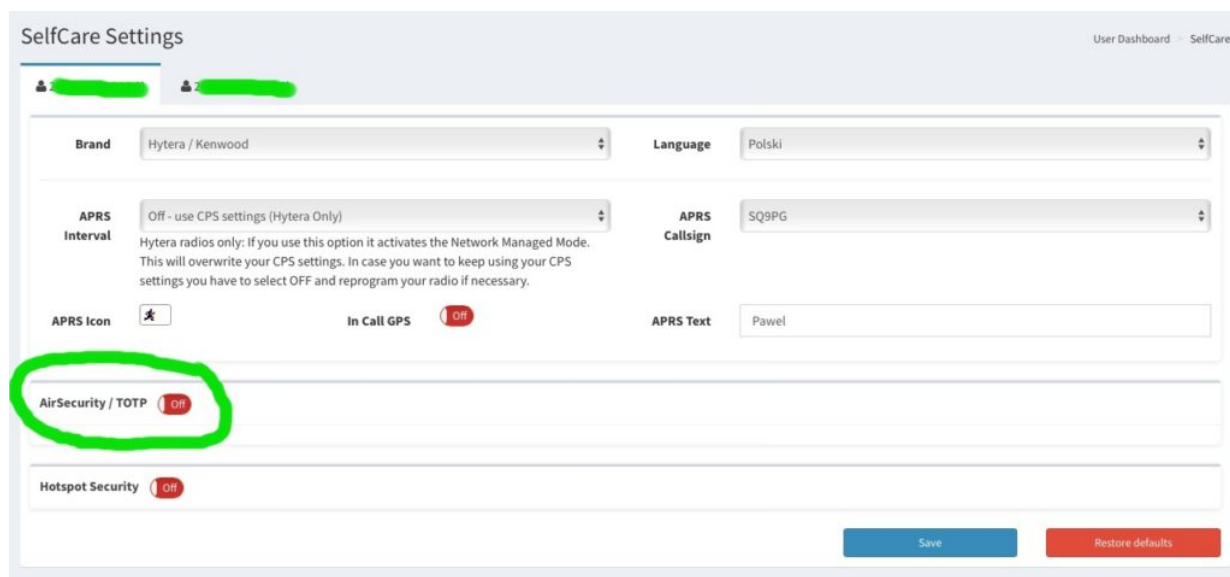 SelfCare Settings
User Dashboard > SelfCare
Brand Hytera / Kenwood Language Polski
APRS Interval Off - use CPS settings (Hytera Only) APRS Callsign SQ9PG
Hytera radios only: If you use this option it activates the Network Managed Mode.
This will overwrite your CPS settings. In case you want to keep using your CPS
settings you have to select OFF and reprogram your radio if necessary.
APRS Icon In Call GPS Off APRS Text Pawel
AirSecurity / TOTP Off
Hotspot Security Off
Save Restore defaults